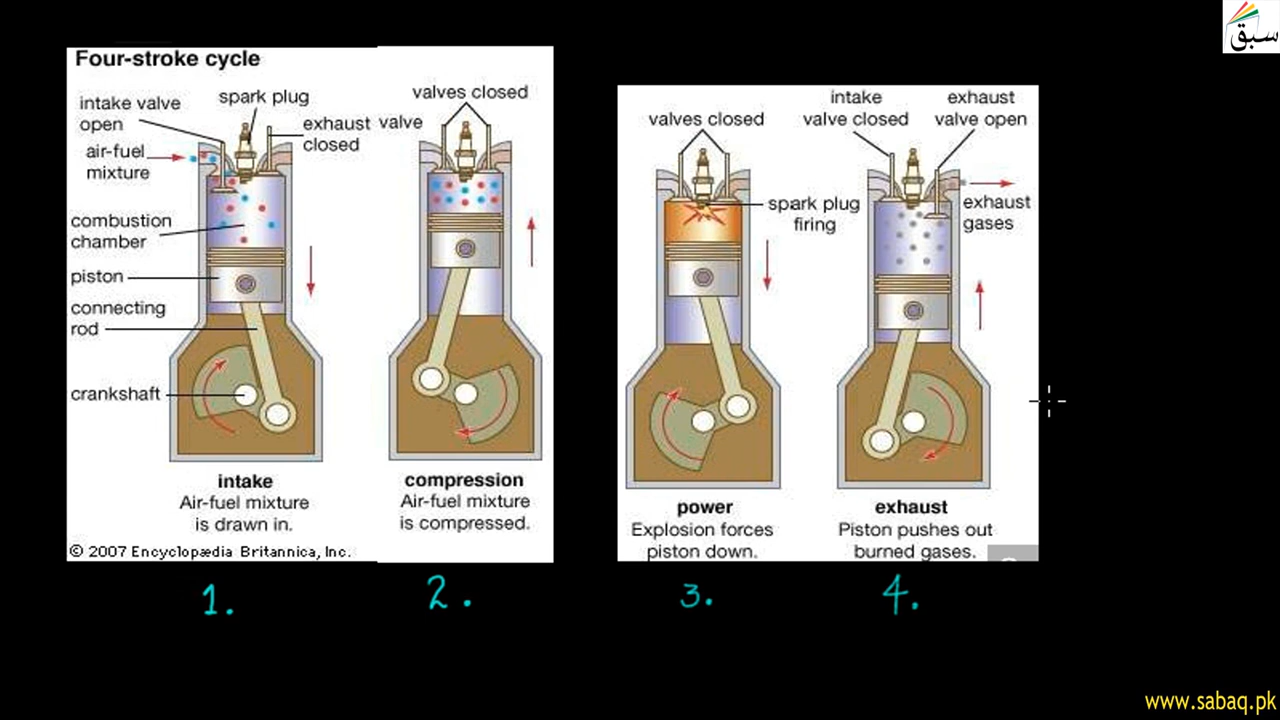 سبق
Four-stroke cycle
intake valve
open
spark plug
exhaust valve
closed
air-fuel
mixture
combustion
chamber
piston
connecting
rod
crankshaft
intake
Air-fuel mixture
is drawn in.
© 2007 Encyclopædia Britannica, Inc.
valves closed
compression
Air-fuel mixture
is compressed.
valves closed
spark plug
firing
power
Explosion forces
piston down.
intake
valve closed
exhaust
valve open
exhaust
gases
exhaust
Piston pushes out
burned gases.
1.
2.
3.
4.
www.sabaq.pk